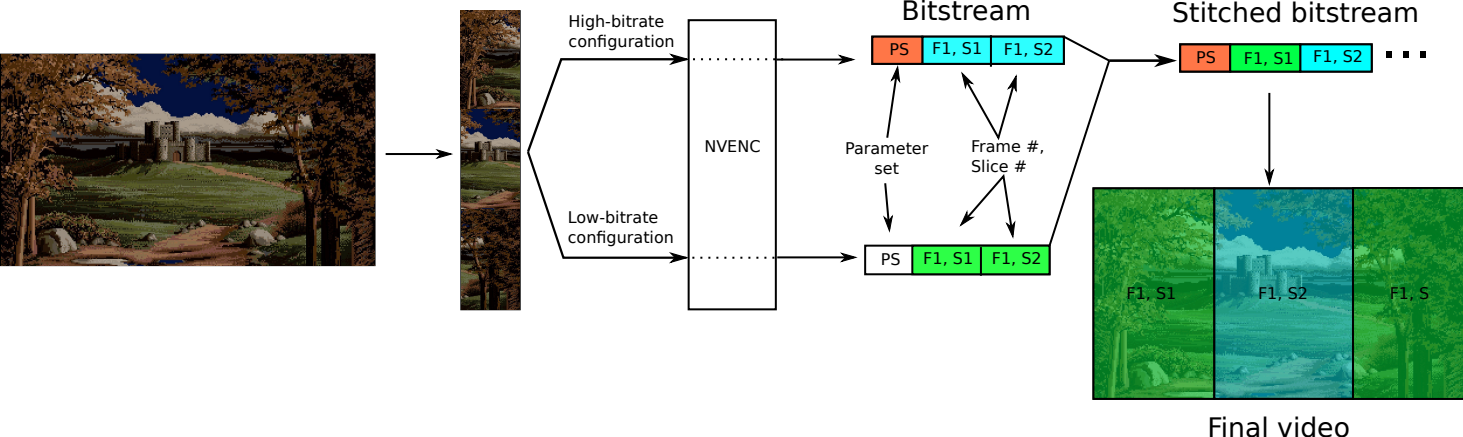 High-bitrate
configuration
Low-bitrate
configuration
NVENC
Bitstream
PS
F1, S1
F1, S2
Parameter
set
Frame #,
Slice #
PS
F1, S1
F1, S2
Stitched bitstream
PS
F1, S1
F1, S2
F1, S1
F1, S2
F1, S
Final video